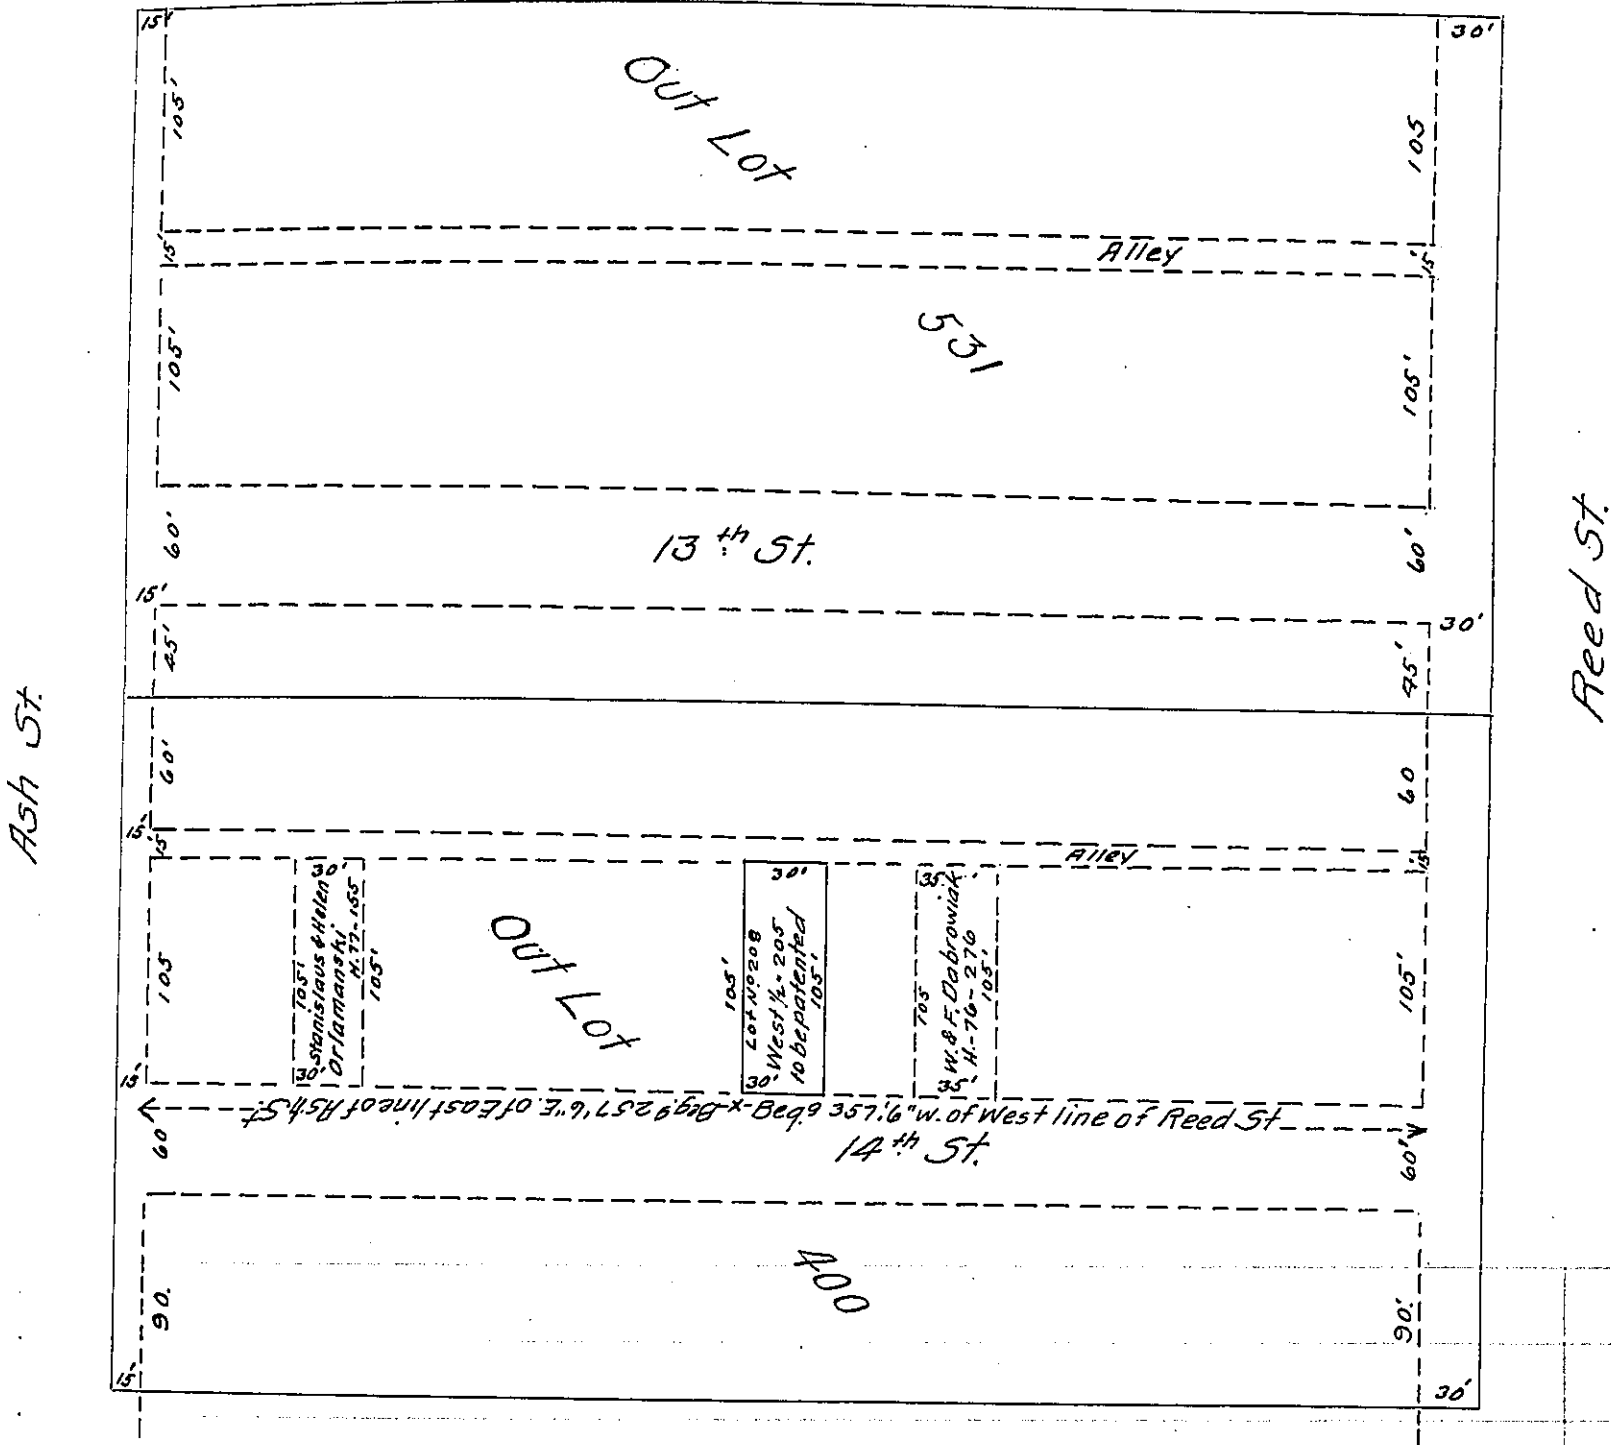 15'
30'
Out Lot
105'
105
15'
Alley
15'
531
105'
105'
60'
13th St.
60'
15'
30'
45'
45'
Ash St.
Reed St.
60'
60
15'
15'
Alley
15'
105
30'
105'
Stanislaus & Helen
Orlamanski
H.77-155
105'
30'
Out Lot
105'
30'
Lot No 208
West 1/2 - 205
to be patented
105'
30'
35'
105
W. & F. Dabrowiak
H.-76-276
105'
35'
105'
15'
Beg.g 257'6" E. of East line of Ash St.
-x-
Beg.g 357'6" W. of West line of Reed St
60'
14th St.
60'
400
90'
90'
15'
30'